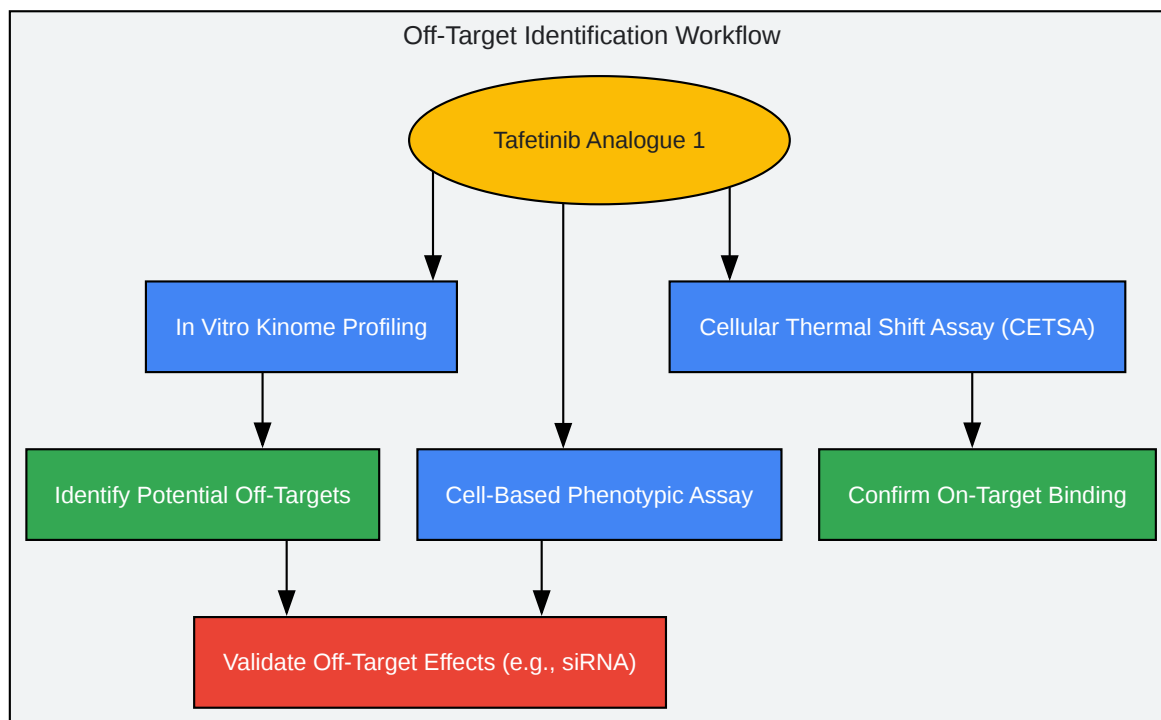 Off-Target Identification Workflow
Tafetinib Analogue 1
In Vitro Kinome Profiling
Cellular Thermal Shift Assay (CETSA)
Identify Potential Off-Targets
Cell-Based Phenotypic Assay
Confirm On-Target Binding
Validate Off-Target Effects (e.g., siRNA)